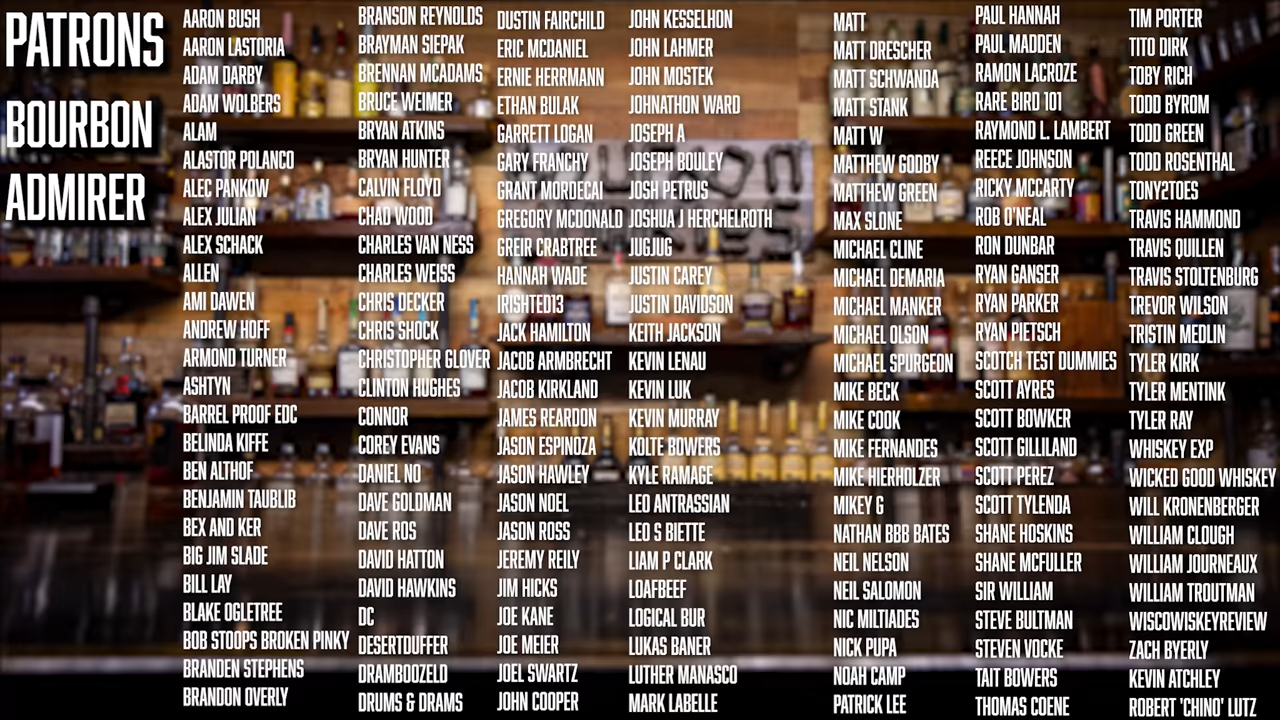 PATRONS
BOURBON
ADMIRER
AARON BUSH
AARON LASTORIA
ADAM DARBY
ADAM WOLBERS
ALAM
ALASTOR POLANCO
ALEC PANKOW
ALEX JULIAN
ALEX SCHACK
ALLEN
AMI DAWEN
ANDREW HOFF
ARMOND TURNER
ASHTYN
BARREL PROOF EDC
BELINDA KIFFE
BEN ALTHOF
BENJAMIN TAUBLIB
BEX AND KER
BIG JIM SLADE
BILL LAY
BLAKE OGLETREE
BOB STOOPS BROKEN PINKY
BRANDEN STEPHENS
BRANDON OVERLY
BRANSON REYNOLDS
BRAYMAN SIEPAK
BRENNAN MCADAMS
BRUCE WEIMER
BRYAN ATKINS
BRYAN HUNTER
CALVIN FLOYD
CHAD WOOD
CHARLES VAN NESS
CHARLES WEISS
CHRIS DECKER
CHRIS SHOCK
CHRISTOPHER GLOVER
CLINTON HUGHES
CONNOR
COREY EVANS
DANIEL NO
DAVE GOLDMAN
DAVE ROS
DAVID HATTON
DAVID HAWKINS
DC
DESERTDUFFER
DRAMBOOZELD
DRUMS & DRAMS
DUSTIN FAIRCHILD
ERIC MCDANIEL
ERNIE HERRMANN
ETHAN BULAK
GARRETT LOGAN
GARY FRANCHY
GRANT MORDECAI
GREGORY MCDONALD
GREIR CRABTREE
HANNAH WADE
IRISHTED13
JACK HAMILTON
JACOB ARMBRECHT
JACOB KIRKLAND
JAMES REARDON
JASON ESPINOZA
JASON HAWLEY
JASON NOEL
JASON ROSS
JEREMY REILY
JIM HICKS
JOE KANE
JOE MEIER
JOEL SWARTZ
JOHN COOPER
JOHN KESSELHON
JOHN LAHMER
JOHN MOSTEK
JOHNATHON WARD
JOSEPH A
JOSEPH BOULEY
JOSH PETRUS
JOSHUA J HERCHELROTH
JUGJUG
JUSTIN CAREY
JUSTIN DAVIDSON
KEITH JACKSON
KEVIN LENAU
KEVIN LUK
KEVIN MURRAY
KOLTE BOWERS
KYLE RAMAGE
LEO ANTRASSIAN
LEO S BIETTE
LIAM P CLARK
LOAFBEEF
LOGICAL BUR
LUKAS BANER
LUTHER MANASCO
MARK LABELLE
MATT
MATT DRESCHER
MATT SCHWANDA
MATT STANK
MATT W
MATTHEW GODBY
MATTHEW GREEN
MAX SLONE
MICHAEL CLINE
MICHAEL DEMARIA
MICHAEL MANKER
MICHAEL OLSON
MICHAEL SPURGEON
MIKE BECK
MIKE COOK
MIKE FERNANDES
MIKE HIERHOLZER
MIKEY G
NATHAN BBB BATES
NEIL NELSON
NEIL SALOMON
NIC MILTIADES
NICK PUPA
NOAH CAMP
PATRICK LEE
PAUL HANNAH
PAUL MADDEN
RAMON LACROZE
RARE BIRD 101
RAYMOND L. LAMBERT
REECE JOHNSON
RICKY MCCARTY
ROB O'NEAL
RON DUNBAR
RYAN GANSER
RYAN PARKER
RYAN PIETSCH
SCOTCH TEST DUMMIES
SCOTT AYRES
SCOTT BOWKER
SCOTT GILLILAND
SCOTT PEREZ
SCOTT TYLENDA
SHANE HOSKINS
SHANE MCFULLER
SIR WILLIAM
STEVE BULTMAN
STEVEN VOCKE
TAIT BOWERS
THOMAS COENE
TIM PORTER
TITO DIRK
TOBY RICH
TODD BYROM
TODD GREEN
TODD ROSENTHAL
TONY2TOES
TRAVIS HAMMOND
TRAVIS QUILLEN
TRAVIS STOLTENBURG
TREVOR WILSON
TRISTIN MEDLIN
TYLER KIRK
TYLER MENTINK
TYLER RAY
WHISKEY EXP
WICKED GOOD WHISKEY
WILL KRONENBERGER
WILLIAM CLOUGH
WILLIAM JOURNEAUX
WILLIAM TROUTMAN
WISCOWISKEYREVIEW
ZACH BYERLY
KEVIN ATCHLEY
ROBERT 'CHINO' LUTZ